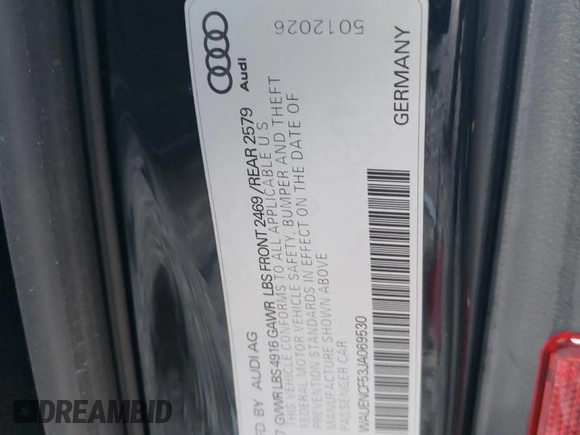 Audi
5012026
FD BY AUDI AG
7 GVWR LBS 4916 GAWR LBS FRONT 2469 /REAR 2579
THIS VEHICLE CONFORMS TO ALL APPLICABLE U.S.
FEDERAL MOTOR VEHICLE SAFETY, BUMPER AND THEFT
PREVENTION STANDARDS IN EFFECT ON THE DATE OF
MANUFACTURE SHOWN ABOVE
PASSENGER CAR
WAUENCF53JA069530
GERMANY
DREAMBID